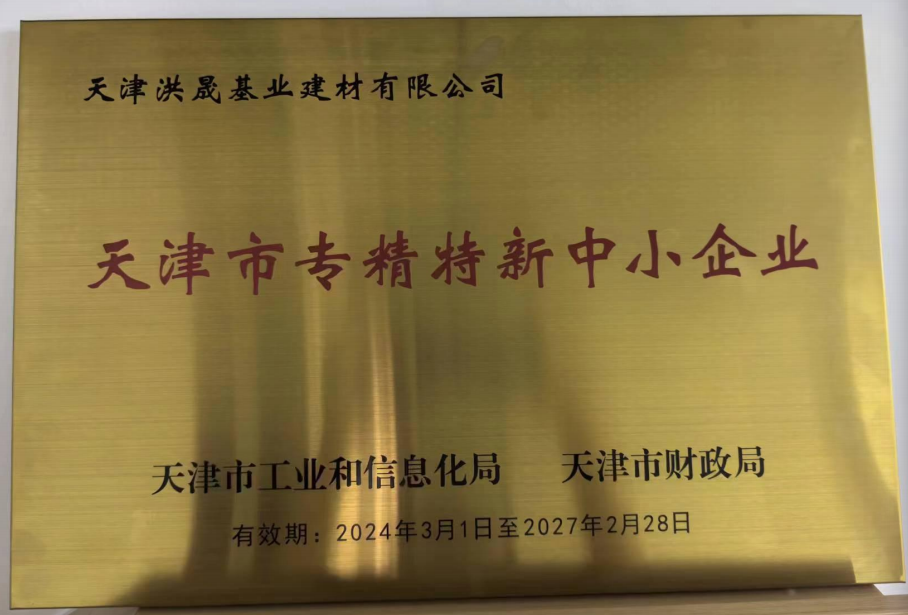 天津洪晟基业建材有限公司
天津市专精特新中小企业
天津市工业和信息化局 天津市财政局
有效期：2024年3月1日至2027年2月28日